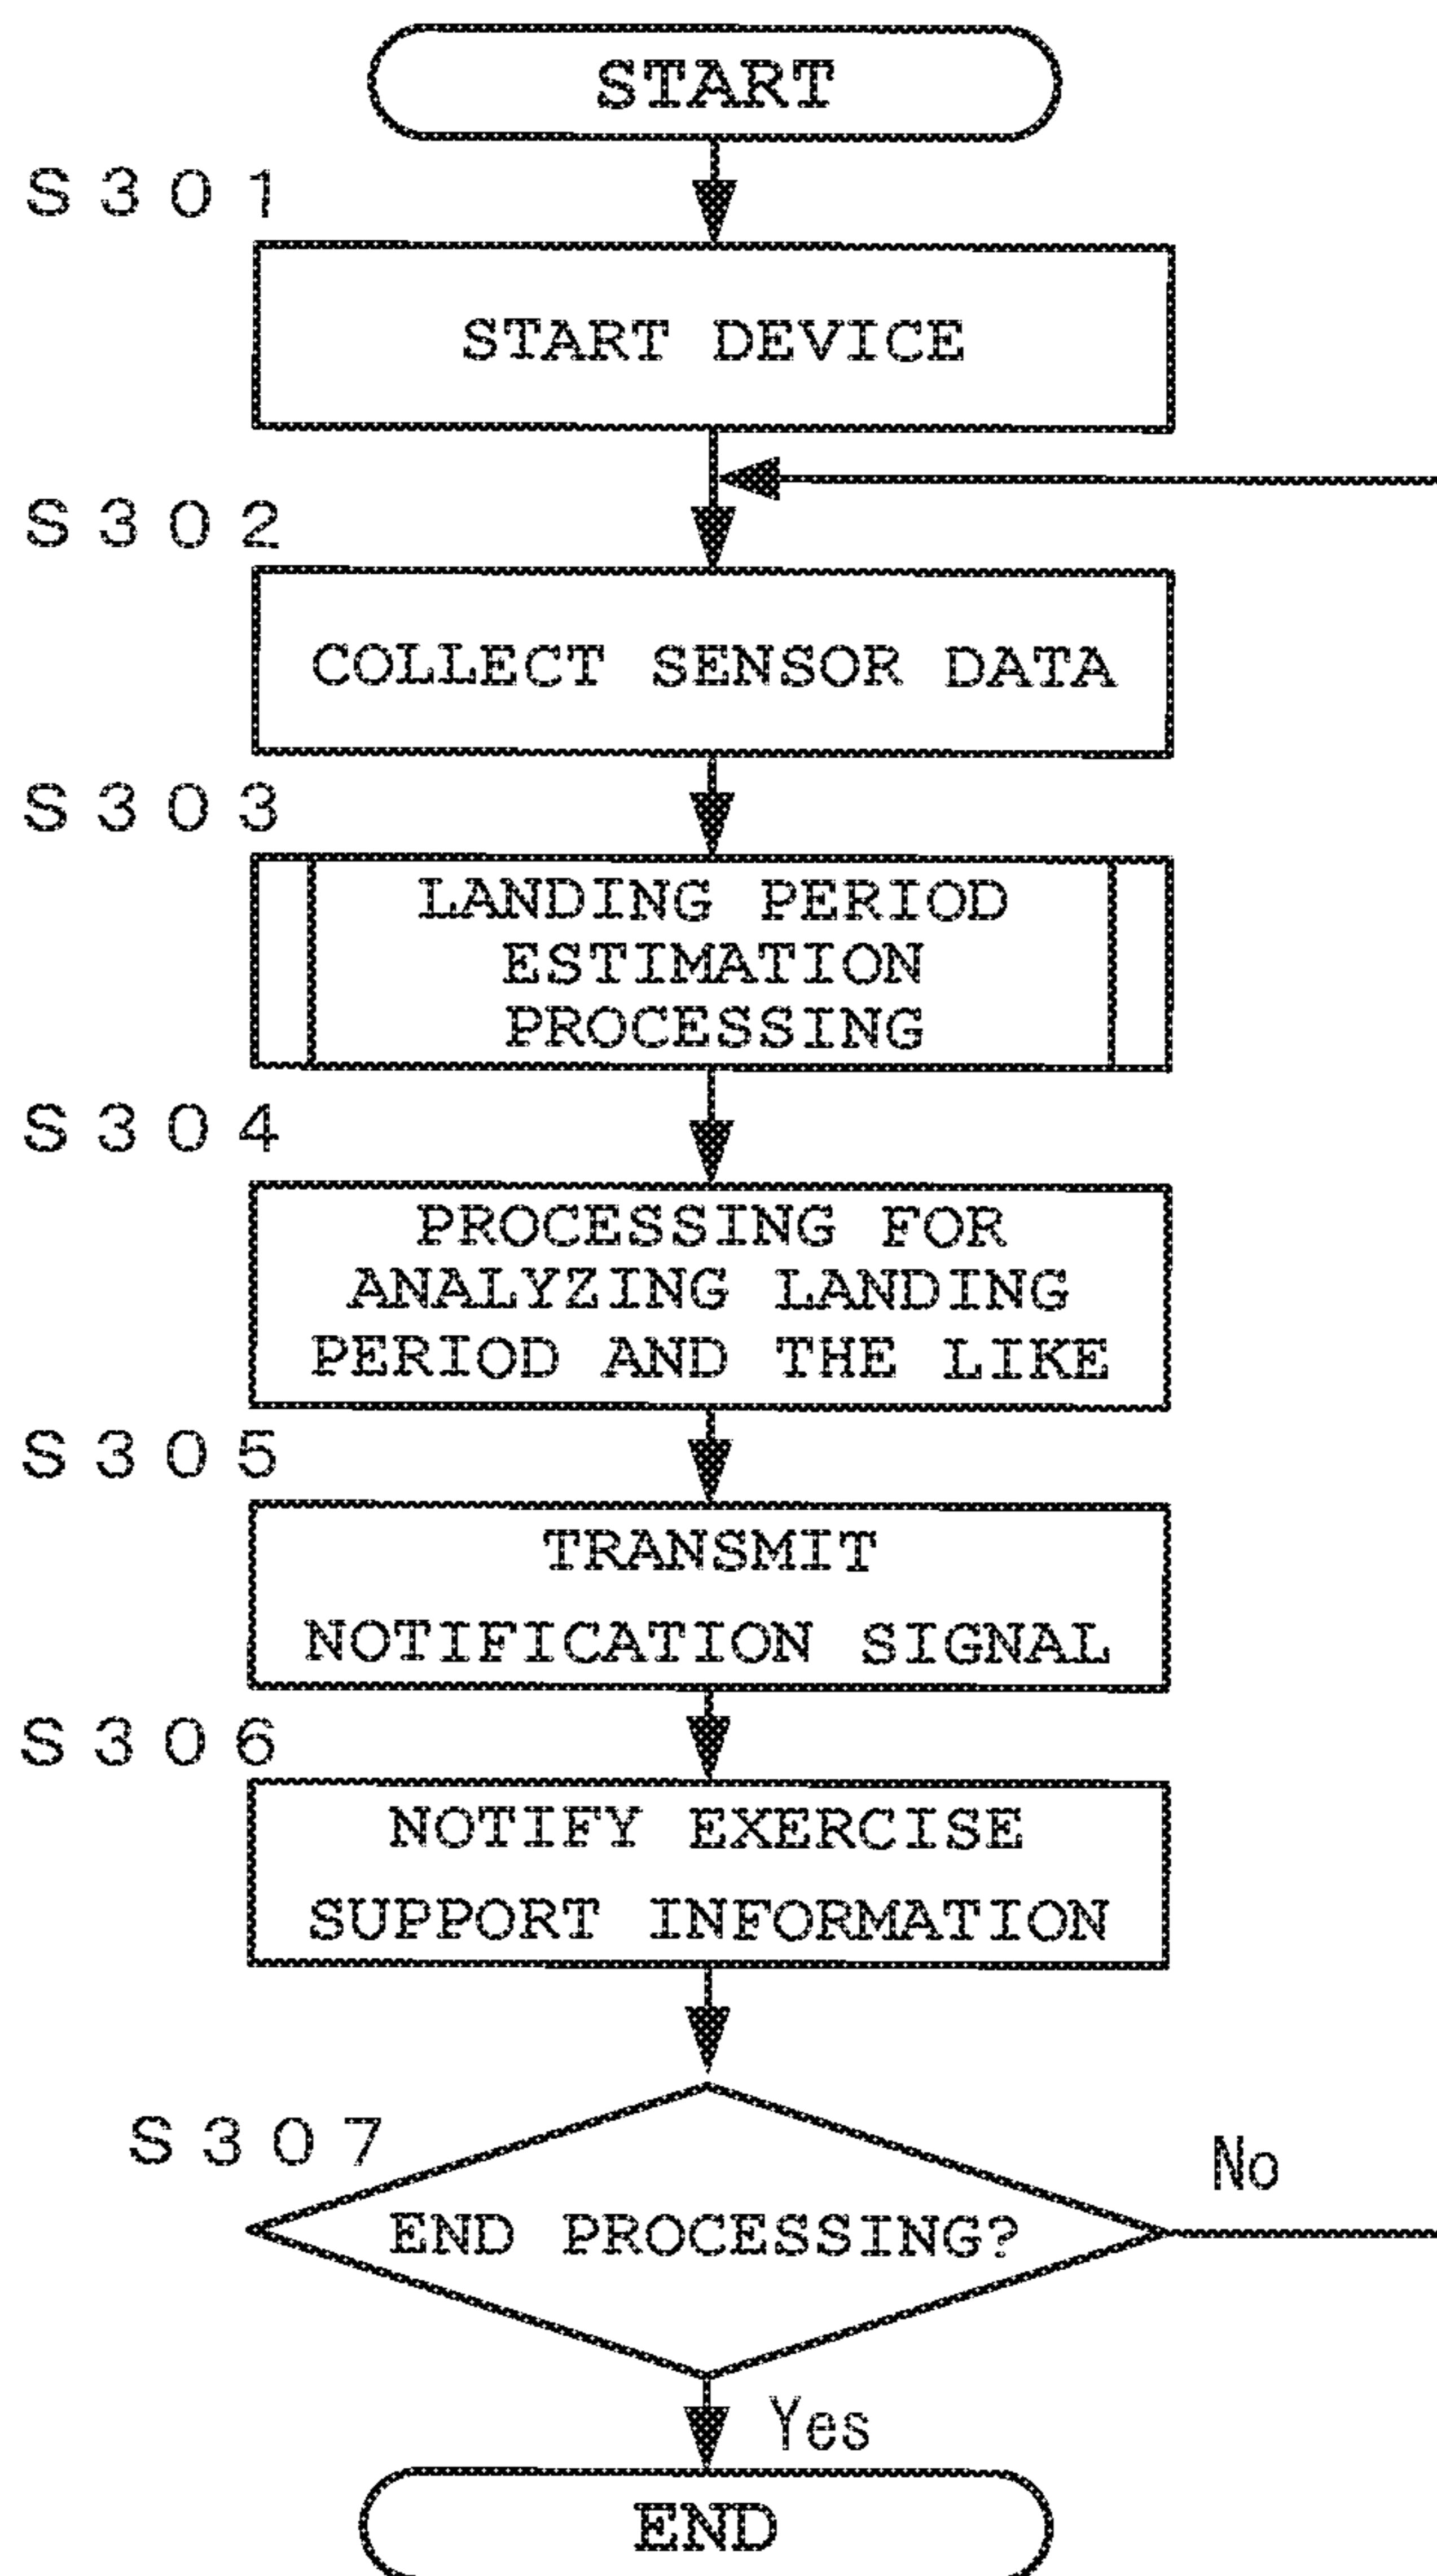 START
S301
START DEVICE
S302
COLLECT SENSOR DATA
S303
LANDING PERIOD
ESTIMATION
PROCESSING
S304
PROCESSING FOR
ANALYZING LANDING
PERIOD AND THE LIKE
S305
TRANSMIT
NOTIFICATION SIGNAL
S306
NOTIFY EXERCISE
SUPPORT INFORMATION
S307
No
END PROCESSING?
Yes
END